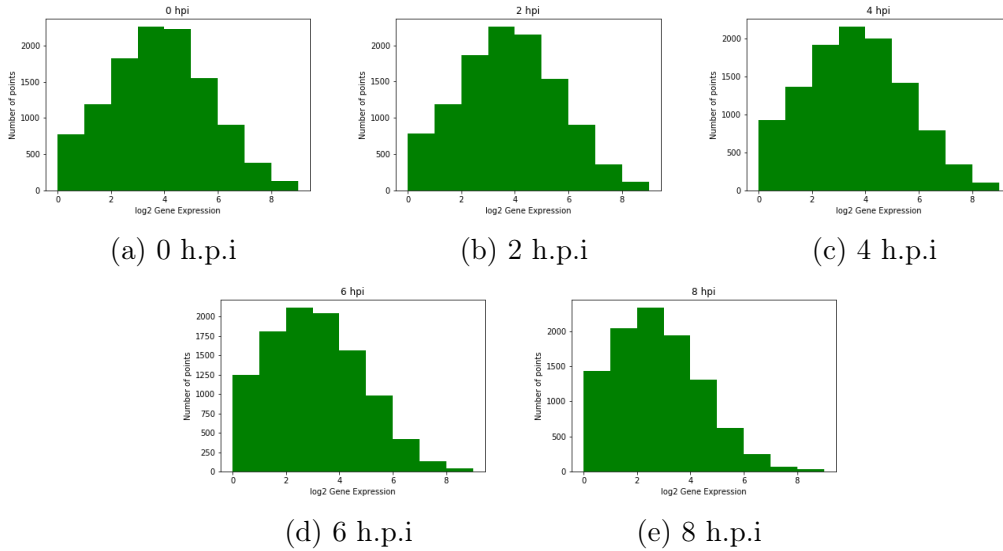 0 hpi
Number of points
2000
1500
1000
500
0
0 2 4 6 8
log2 Gene Expression
(a) 0 h.p.i
2 hpi
Number of points
2000
1500
1000
500
0
0 2 4 6 8
log2 Gene Expression
(b) 2 h.p.i
4 hpi
Number of points
2000
1500
1000
500
0
0 2 4 6 8
log2 Gene Expression
(c) 4 h.p.i
6 hpi
Number of points
2000
1750
1500
1250
1000
750
500
250
0
0 2 4 6 8
log2 Gene Expression
(d) 6 h.p.i
8 hpi
Number of points
2000
1500
1000
500
0
0 2 4 6 8
log2 Gene Expression
(e) 8 h.p.i